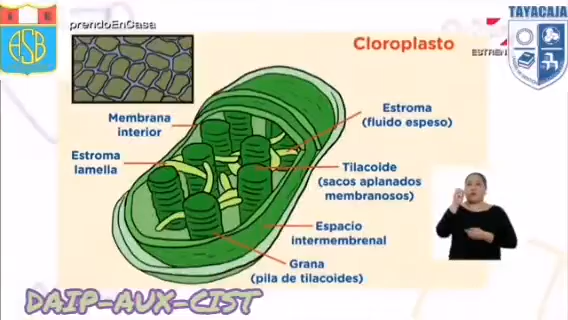 prendoEnCasa
ASB
TAYACAJA
ESTREN
Cloroplasto
Membrana
interior
Estroma
(fluido espeso)
Estroma
lamella
Tilacoide
(sacos aplanados
membranosos)
Espacio
intermembrenal
Grana
(pila de tilacoides)
DAIP-AUX-CIST